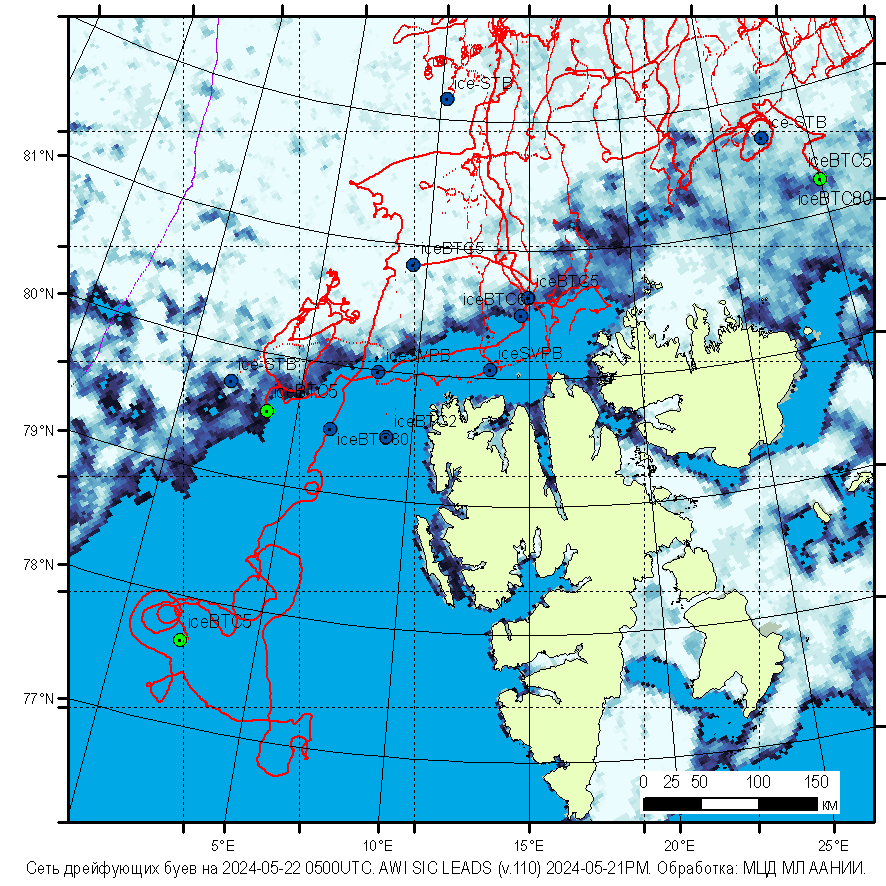 ice-STB
ice-STB
81°N
iceBTC5
iceBTC80
iceBTC5
iceBTC5
80°N
iceSVPB
iceSVPB
ice-STB
iceBTC5
iceBTC2
79°N
iceBTC80
78°N
iceBTC5
77°N
0 25 50 100 150
км
5°E 10°E 15°E 20°E 25°E
Сеть дрейфующих буев на 2024-05-22 0500UTC. AWI SIC LEADS (v.110) 2024-05-21PM. Обработка: МЦД МЛ ААНИИ.